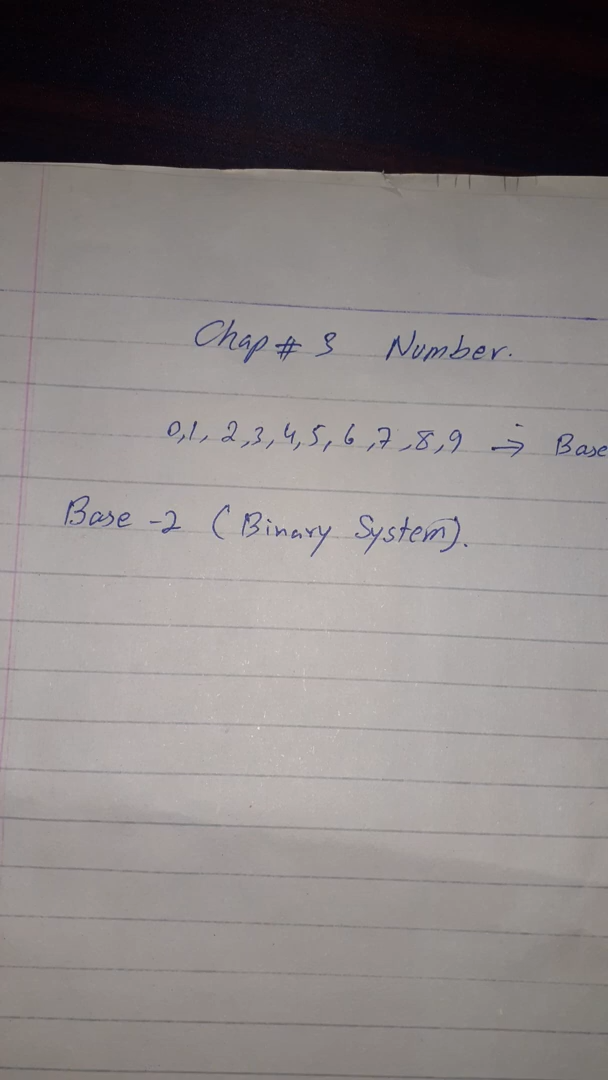 Chap # 3 Number.
0,1, 2,3,4,5,6,7,8,9 → Base
Base -2 (Binary System).